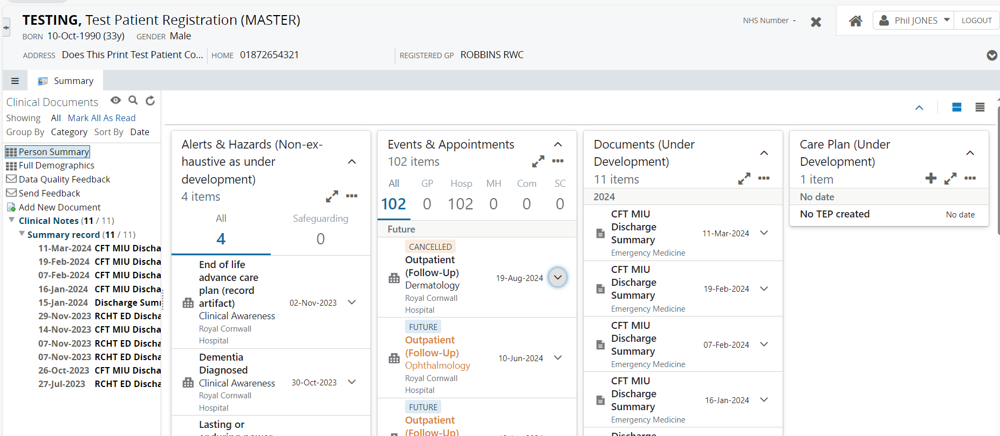 TESTING, Test Patient Registration (MASTER)
NHS Number -
Phil JONES
LOGOUT
BORN 10-Oct-1990 (33y) GENDER Male
ADDRESS Does This Print Test Patient Co...
HOME 01872654321
REGISTERED GP ROBBINS RWC
Summary
Clinical Documents
Showing All Mark All As Read
Group By Category Sort By Date
Person Summary
Full Demographics
Data Quality Feedback
Send Feedback
Add New Document
Clinical Notes (11 / 11)
Summary record (11 / 11)
11-Mar-2024 CFT MIU Discha
19-Feb-2024 CFT MIU Discha
07-Feb-2024 CFT MIU Discha
16-Jan-2024 CFT MIU Discha
15-Jan-2024 Discharge Sum
29-Nov-2023 RCHT ED Discha
14-Nov-2023 CFT MIU Discha
07-Nov-2023 RCHT ED Discha
07-Nov-2023 RCHT ED Discha
26-Oct-2023 CFT MIU Discha
27-Jul-2023 RCHT ED Discha
Alerts & Hazards (Non-ex-
haustive as under
development)
4 items
All Safeguarding
4 0
End of life
advance care
plan (record
artifact)
Clinical Awareness
Royal Cornwall
Hospital
02-Nov-2023
Dementia
Diagnosed
Clinical Awareness
Royal Cornwall
Hospital
30-Oct-2023
Lasting or
enduring power
Events & Appointments
102 items
All GP Hosp MH Com SC
102 0 102 0 0 0
Future
CANCELLED
Outpatient
(Follow-Up)
Dermatology
Royal Cornwall
Hospital
19-Aug-2024
FUTURE
Outpatient
(Follow-Up)
Ophthalmology
Royal Cornwall
Hospital
10-Jun-2024
FUTURE
Outpatient
(Follow-Up)
Documents (Under
Development)
11 items
2024
CFT MIU
Discharge
Summary
Emergency Medicine
11-Mar-2024
CFT MIU
Discharge
Summary
Emergency Medicine
19-Feb-2024
CFT MIU
Discharge
Summary
Emergency Medicine
07-Feb-2024
CFT MIU
Discharge
Summary
Emergency Medicine
16-Jan-2024
Discharge
Care Plan (Under
Development)
1 item
No date
No TEP created
No date